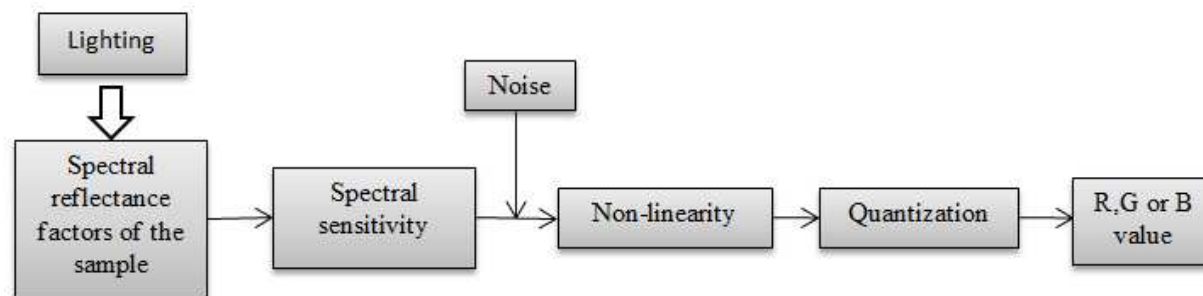 Lighting
Noise
Spectral
reflectance
factors of the
sample
Spectral
sensitivity
Non-linearity
Quantization
R,G or B
value